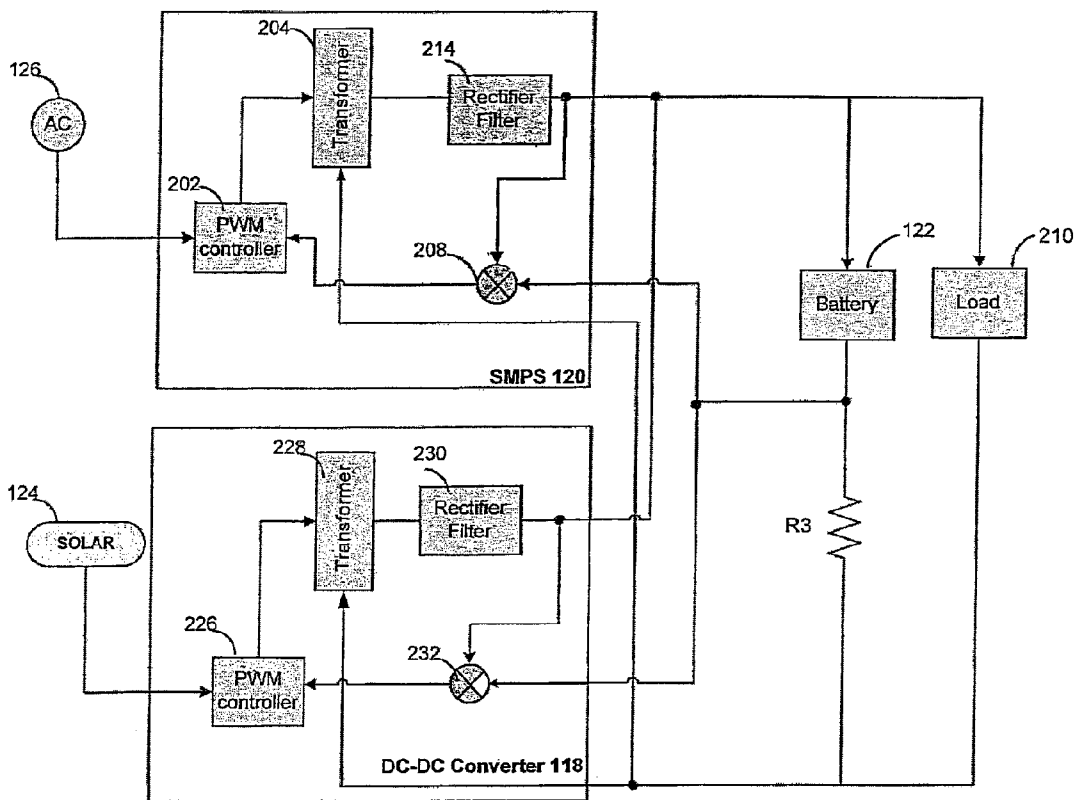 204
Transformer
214
Rectifier
Filter
126
AC
202
PWM
controller
208
122
210
Battery
Load
SMPS 120
228
Transformer
230
Rectifier
Filter
124
SOLAR
R3
226
PWM
controller
232
DC-DC Converter 118